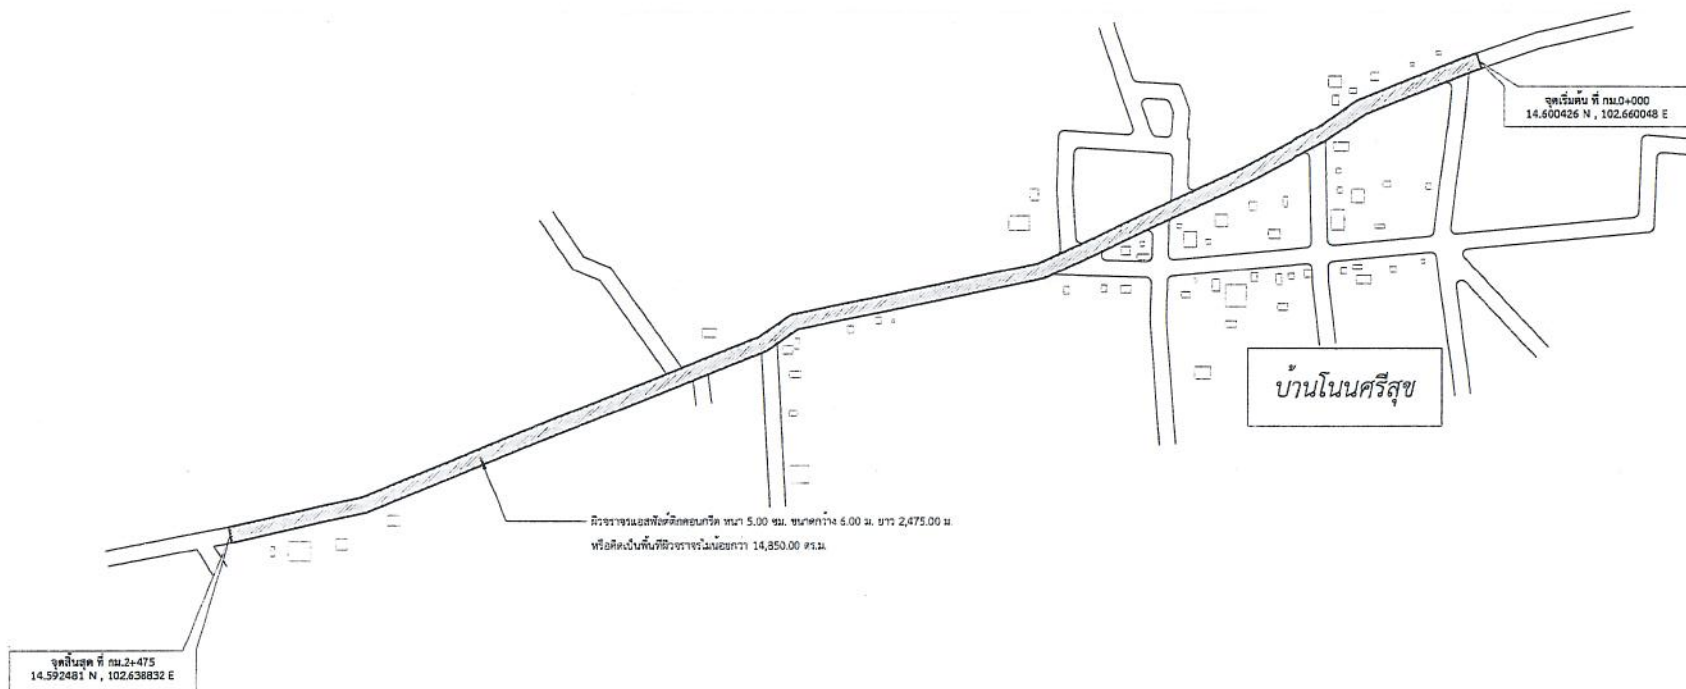 จุดเริ่มต้น ที่ กม.0+000
14.600426 N , 102.660048 E
บ้านโนนศรีสุข
ผิวจราจรแอสฟัลต์ติกคอนกรีต หนา 5.00 ซม. ขนาดกว้าง 6.00 ม. ยาว 2,475.00 ม.
หรือคิดเป็นพื้นที่ผิวจราจรไม่น้อยกว่า 14,850.00 ตร.ม.
จุดสิ้นสุด ที่ กม.2+475
14.592481 N , 102.638832 E